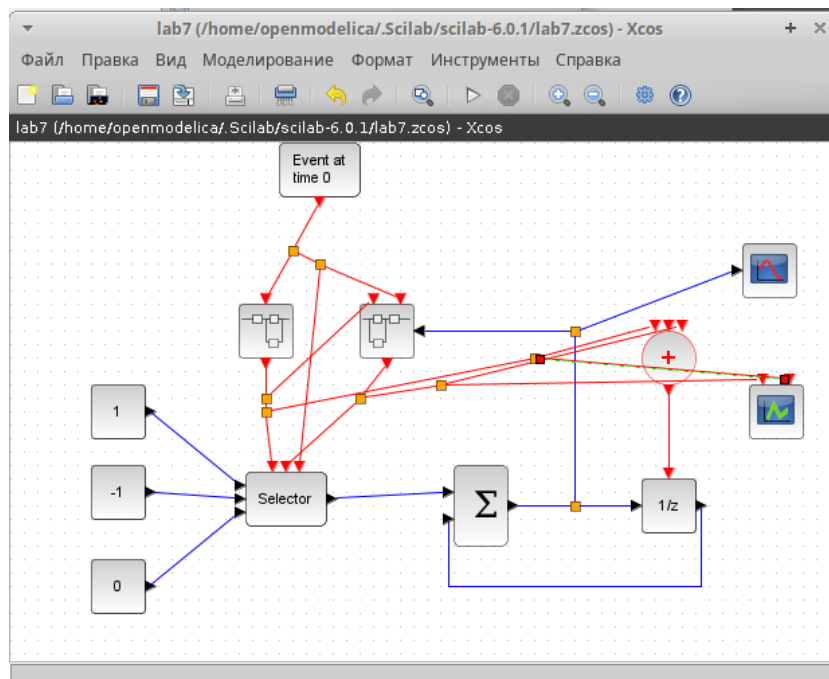 lab7 (/home/openmodelica/.Scilab/scilab-6.0.1/lab7.zcos) - Xcos
Файл Правка Вид Моделирование Формат Инструменты Справка
lab7 (/home/openmodelica/.Scilab/scilab-6.0.1/lab7.zcos) - Xcos
Event at
time 0
+
1
-1
Selector
Σ
1/z
0